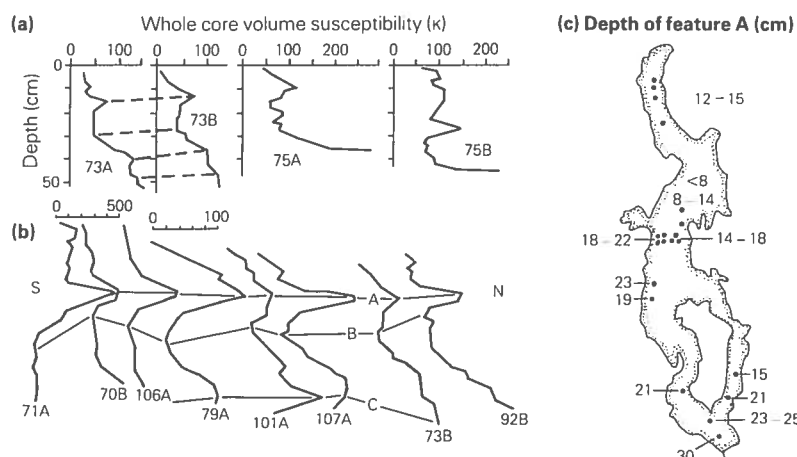 (a) Whole core volume susceptibility (κ)
0 100 0 100 0 100 200 0 100 200
0
Depth (cm)
50
73A
73B
75A
75B
(b)
0 500 0 100
S
N
A
B
C
71A
70B
106A
79A
101A
107A
73B
92B
(c) Depth of feature A (cm)
12 – 15
<8
8 – 14
18 – 22
14 – 18
23
19
15
21
21
23 – 25
30